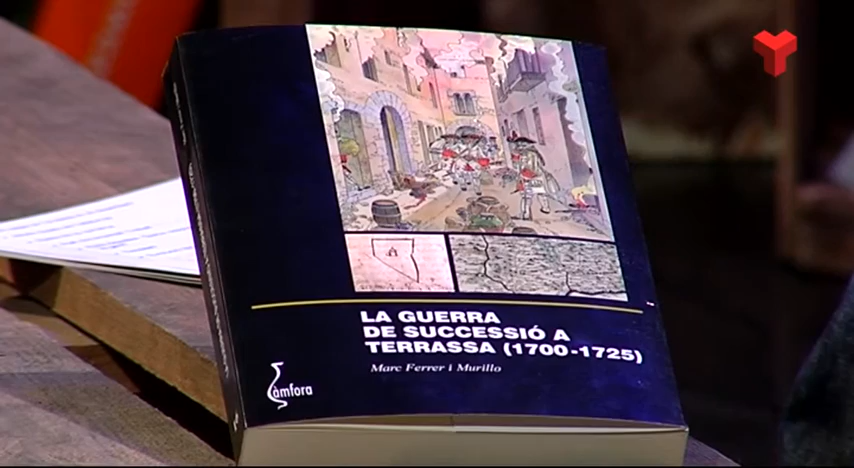 LA GUERRA
DE SUCCESSIÓ A
TERRASSA (1700-1725)
Marc Ferrer i Murillo
àmfora